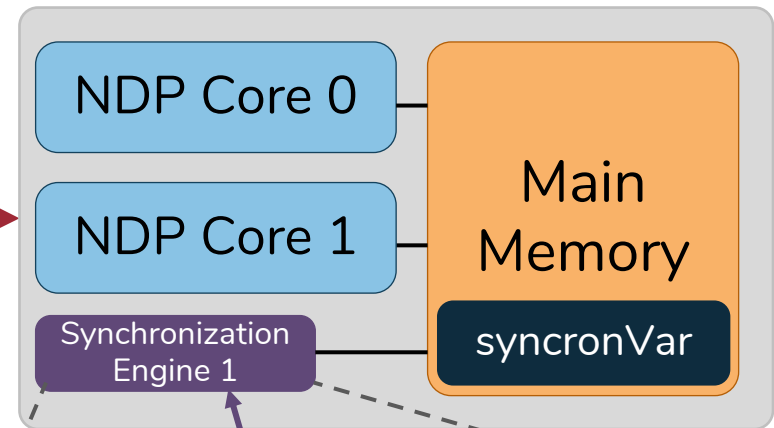 NDP Core 0
NDP Core 1
Main
Memory
Synchronization
Engine 1
syncronVar